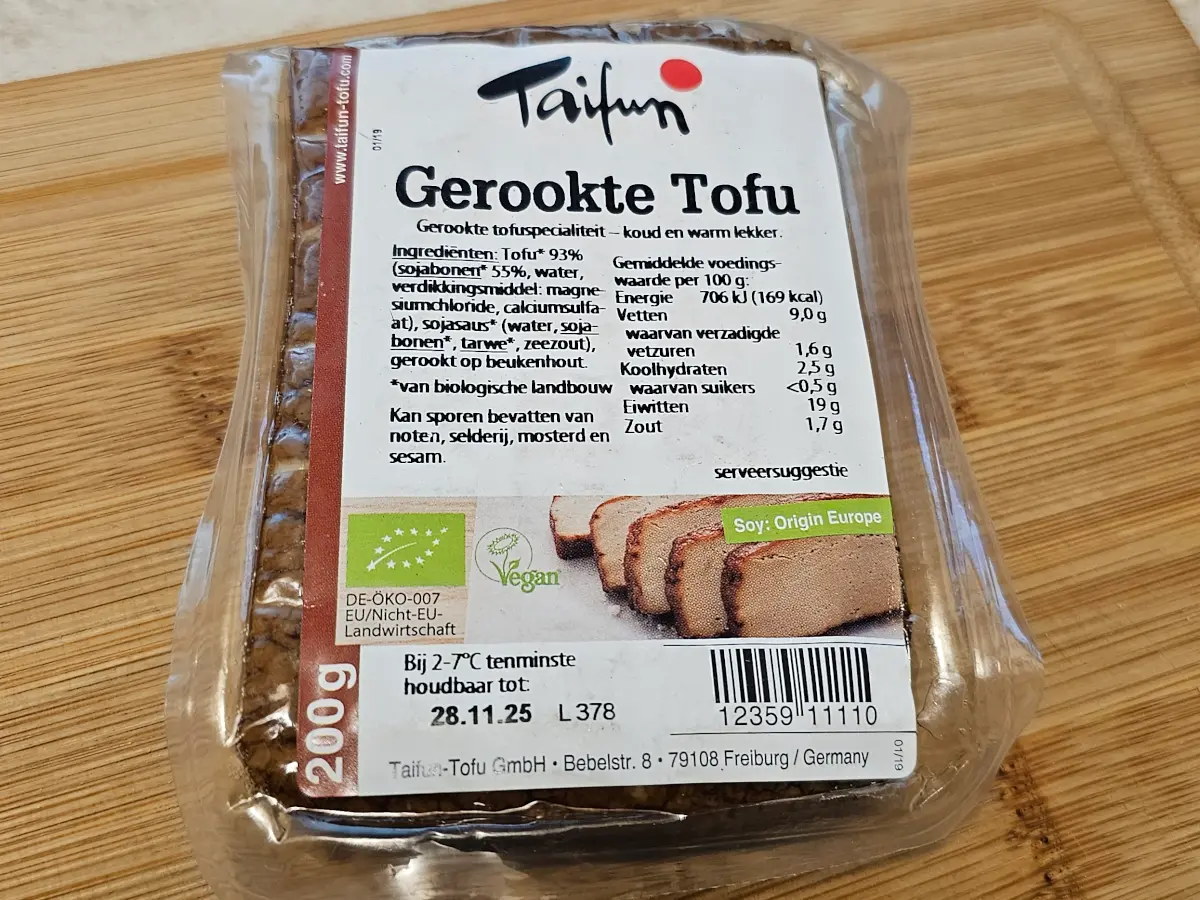 www.taifun-tofu.com
01/19
Taifun
Gerookte Tofu
Gerookte tofuspecialiteit – koud en warm lekker.
Ingrediënten: Tofu* 93%
(sojabonen* 55%, water,
verdikkingsmiddel: magne-
siumchloride, calciumsulfa-
at), sojasaus* (water, soja-
bonen*, tarwe*, zeezout),
gerookt op beukenhout.
*van biologische landbouw
Kan sporen bevatten van
noten, selderij, mosterd en
sesam.
Gemiddelde voedings-
waarde per 100 g:
Energie 706 kJ (169 kcal)
Vetten 9,0 g
waarvan verzadigde
vetzuren 1,6 g
Koolhydraten 2,5 g
waarvan suikers <0,5 g
Eiwitten 19 g
Zout 1,7 g
serveersuggestie
Soy: Origin Europe
Vegan
DE-ÖKO-007
EU/Nicht-EU-
Landwirtschaft
200g
Bij 2-7°C tenminste
houdbaar tot:
28.11.25 L 378
12359 11110
Taifun-Tofu GmbH • Bebelstr. 8 • 79108 Freiburg / Germany
01/19